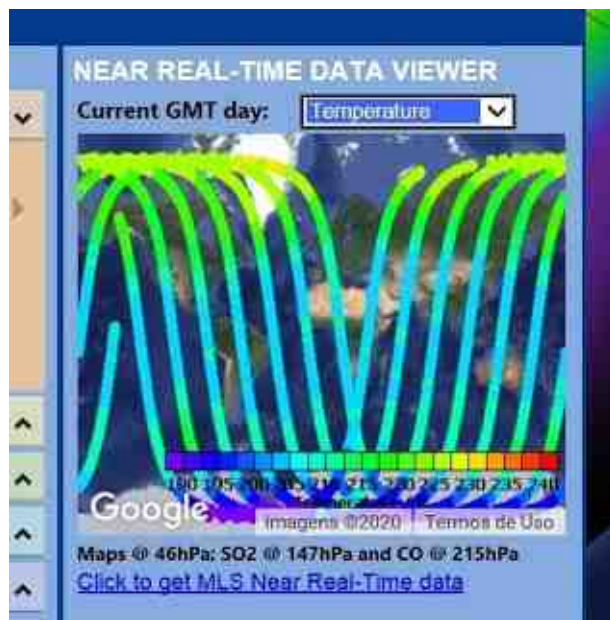 NEAR REAL-TIME DATA VIEWER
Current GMT day: Temperature
190 195 200 205 210 215 220 225 230 235 240
Google
Imagens ©2020 Termos de Uso
Maps @ 46hPa; SO2 @ 147hPa and CO @ 215hPa
Click to get MLS Near Real-Time data